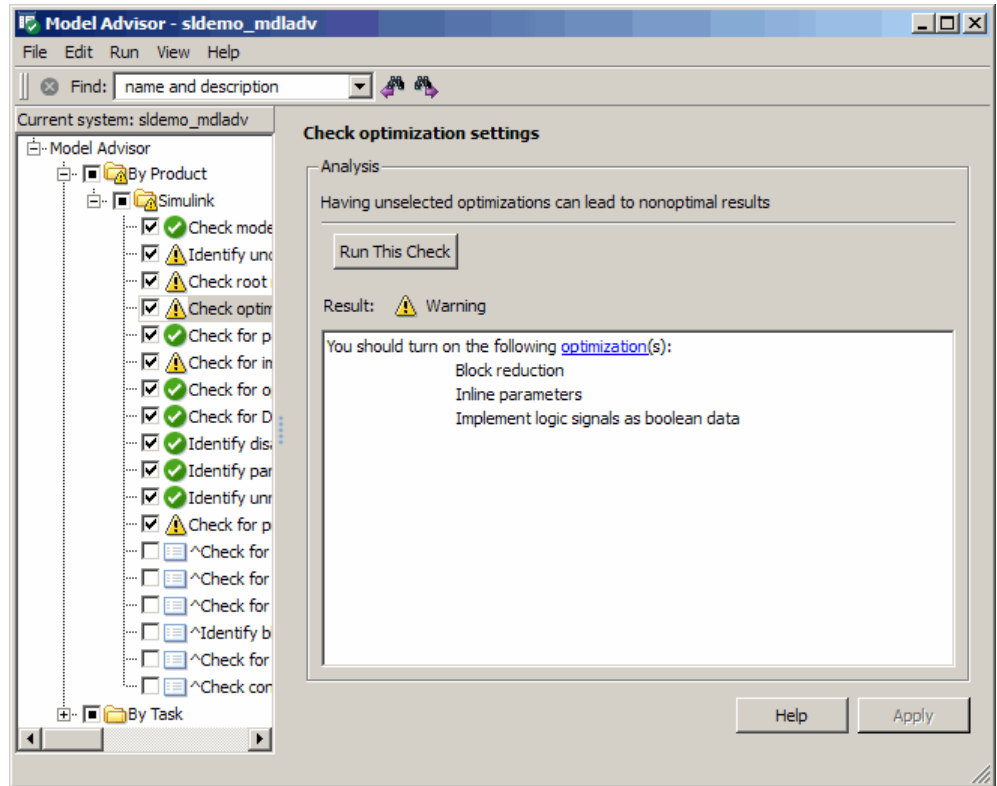 Model Advisor - sldemo_mdladv
File Edit Run View Help
Find: name and description
Current system: sldemo_mdladv
Model Advisor
By Product
Simulink
Check mode
Identify unc
Check root
Check optim
Check for p
Check for im
Check for o
Check for D
Identify dis
Identify par
Identify unr
Check for p
^Check for
^Check for
^Check for
^Identify b
^Check for
^Check con
By Task
Check optimization settings
Analysis
Having unselected optimizations can lead to nonoptimal results
Run This Check
Result: Warning
You should turn on the following optimization(s):
Block reduction
Inline parameters
Implement logic signals as boolean data
Help Apply